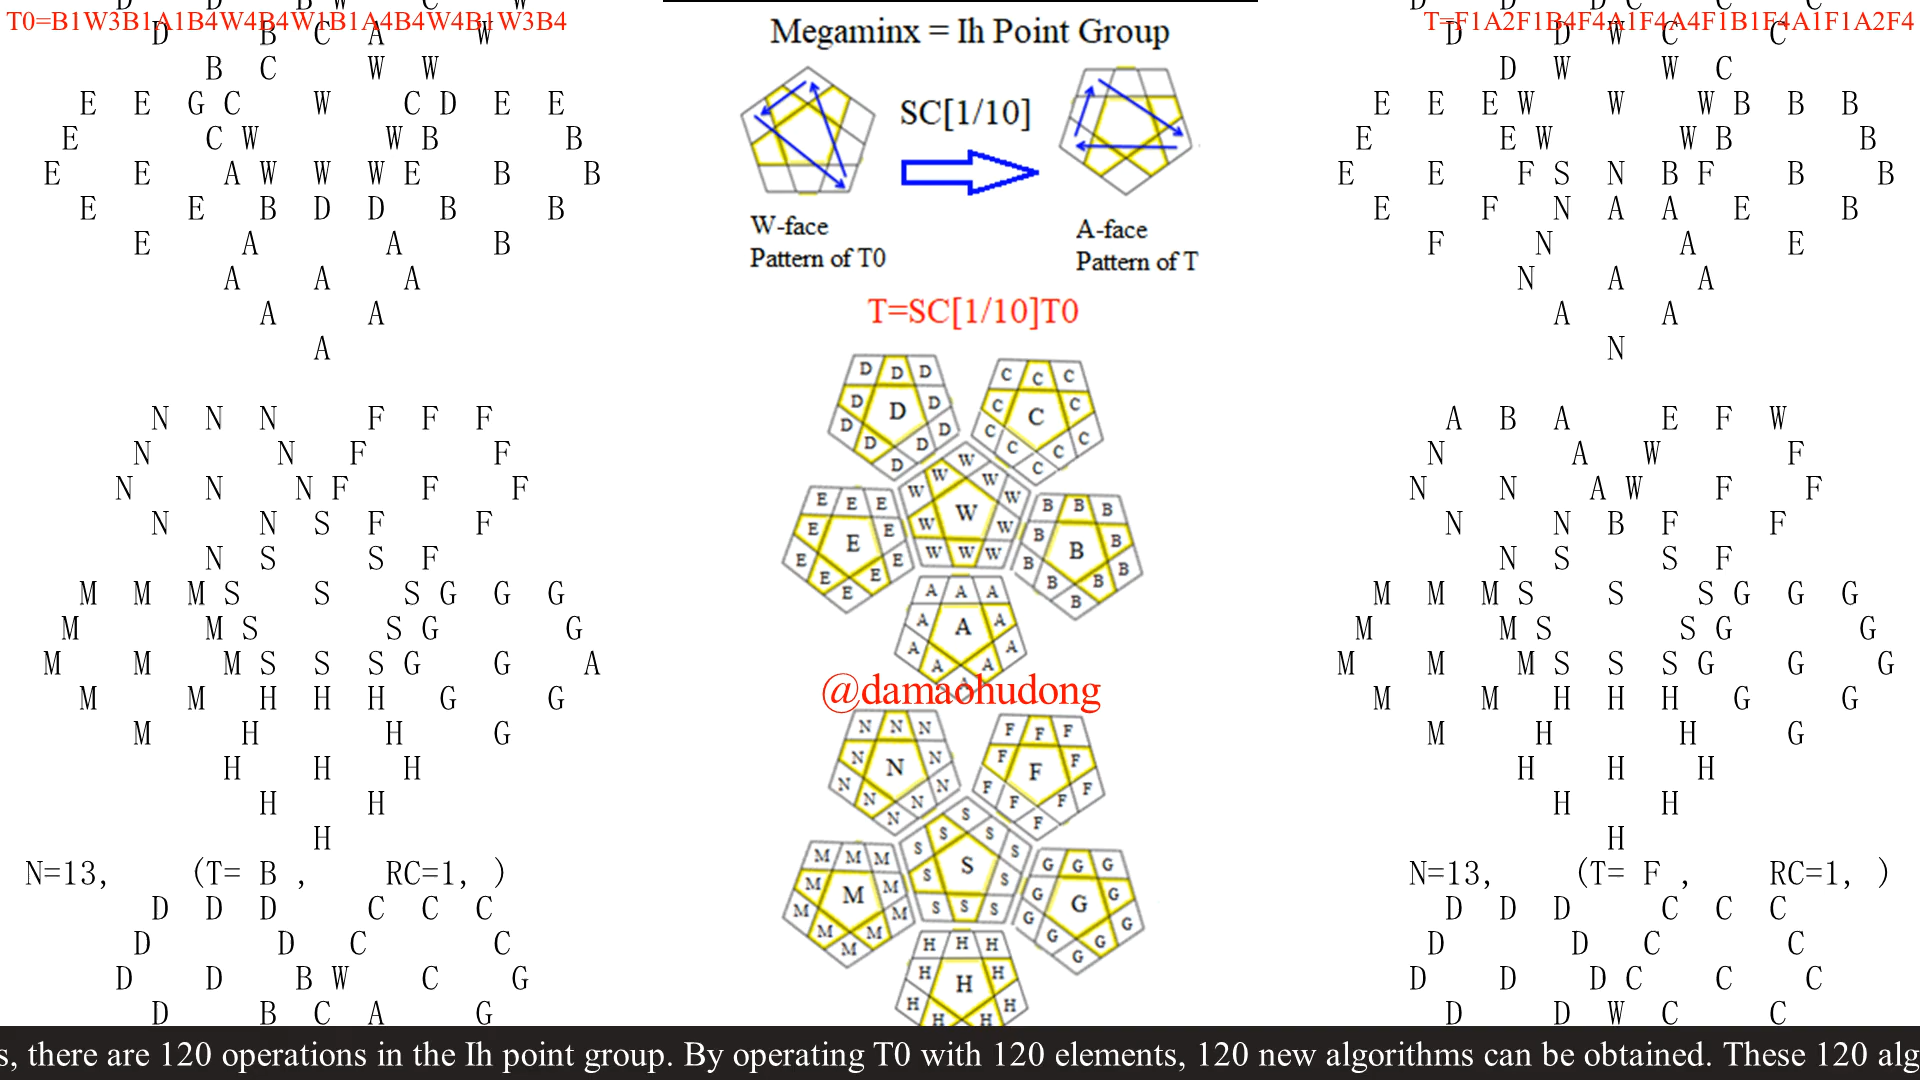 T0=B1W3B1A1B4W4B4W1B1A4B4W4B1W3B4
D B C A W
B C W W
E E G C W C D E E
E C W W B B
E E A W W W E B B
E E B D D B B
E A A B
A A A
A A
A
N N N F F F
N N F F
N N N F F F
N N S F F
N S S F
M M M S S S G G G
M M S S G G
M M M S S S G G A
M M H H H G G
M H H G
H H H
H H
H
N=13, (T= B , RC=1, )
D D D C C C
D D C C
D D B W C G
D B C A G
Megaminx = Ih Point Group
SC[1/10]
W-face
Pattern of T0
A-face
Pattern of T
T=SC[1/10]T0
D D D
D D
D
D D
D D
D
C C C
C C
C
C C
C C
C
W
W W
W W
W
W W
W W W
E E E
E E
E
E E
E E
E
B B B
B B
B
B B
B B
B
A A A
A A
A
A A
A A
A
@damaohudong
N N N
N N
N
N N
N N
N
F F F
F F
F
F F
F F
F
S
S S
S S
S
S S
S S S
M M M
M M
M
M M
M M
M
G G G
G G
G
G G
G G
G
H H H
H H
H
H H
H H
T=F1A2F1B4F4A1F4A4F1B1F4A1F1A2F4
D D W C C
D W W C
E E E W W W B B B
E E W W B B
E E F S N B F B B
E F N A A E B
F N A E
N A A
A A
N
A B A E F W
N A W F
N N A W F F
N N B F F
N S S F
M M M S S S G G G
M M S S G G
M M M S S S G G G
M M H H H G G
M H H G
H H H
H H
H
N=13, (T= F , RC=1, )
D D D C C C
D D C C
D D D C C C
D D W C C
s, there are 120 operations in the Ih point group. By operating T0 with 120 elements, 120 new algorithms can be obtained. These 120 alg